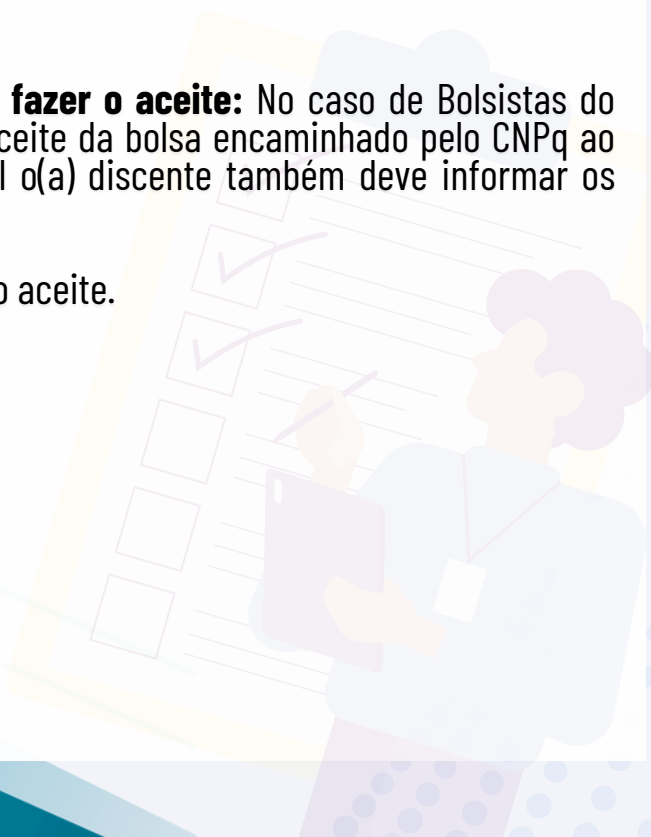 fazer o aceite: No caso de Bolsistas do
ceite da bolsa encaminhado pelo CNPq ao
o(a) discente também deve informar os
o aceite.